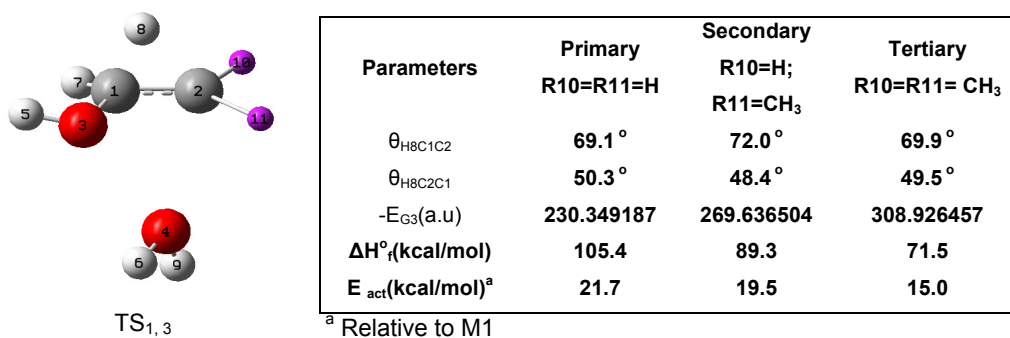 8
7 1 2 10
5 3 11
4
6 9
TS1, 3
Parameters Primary R10=R11=H Secondary R10=H; R11=CH3 Tertiary R10=R11= CH3
θH8C1C2 69.1 o 72.0 o 69.9 o
θH8C2C1 50.3 o 48.4 o 49.5 o
-EG3(a.u) 230.349187 269.636504 308.926457
ΔHof(kcal/mol) 105.4 89.3 71.5
E act(kcal/mol)a 21.7 19.5 15.0
a Relative to M1